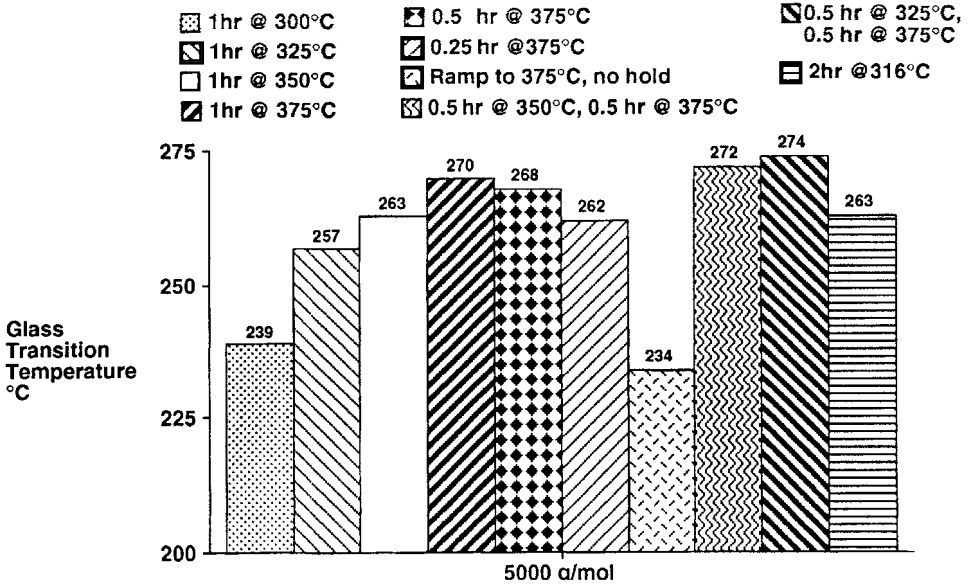 1hr @ 300°C
1hr @ 325°C
1hr @ 350°C
1hr @ 375°C
0.5 hr @ 375°C
0.25 hr @375°C
Ramp to 375°C, no hold
0.5 hr @ 350°C, 0.5 hr @ 375°C
0.5 hr @ 325°C,
0.5 hr @ 375°C
2hr @316°C
275
250
225
200
Glass
Transition
Temperature
°C
239
257
263
270
268
262
234
272
274
263
5000 g/mol